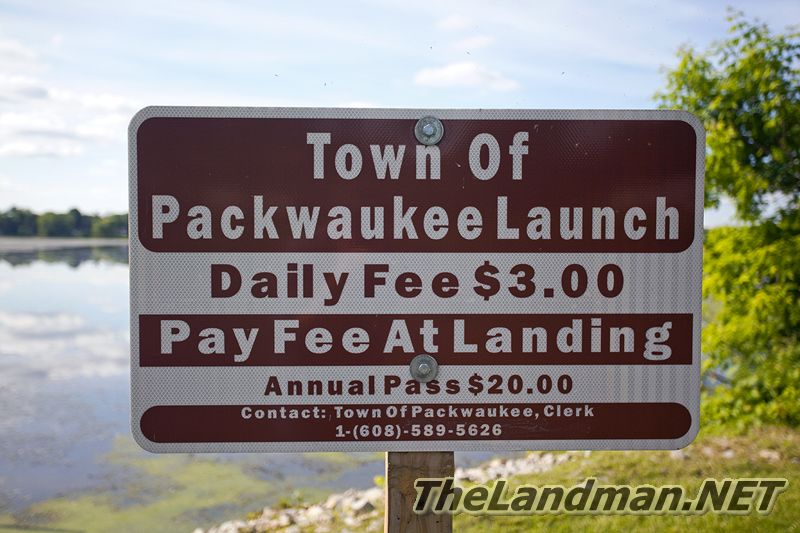 Town Of
Packwaukee Launch
Daily Fee $3.00
Pay Fee At Landing
Annual Pass $20.00
Contact: Town Of Packwaukee, Clerk
1-(608)-589-5626
TheLandman.NET